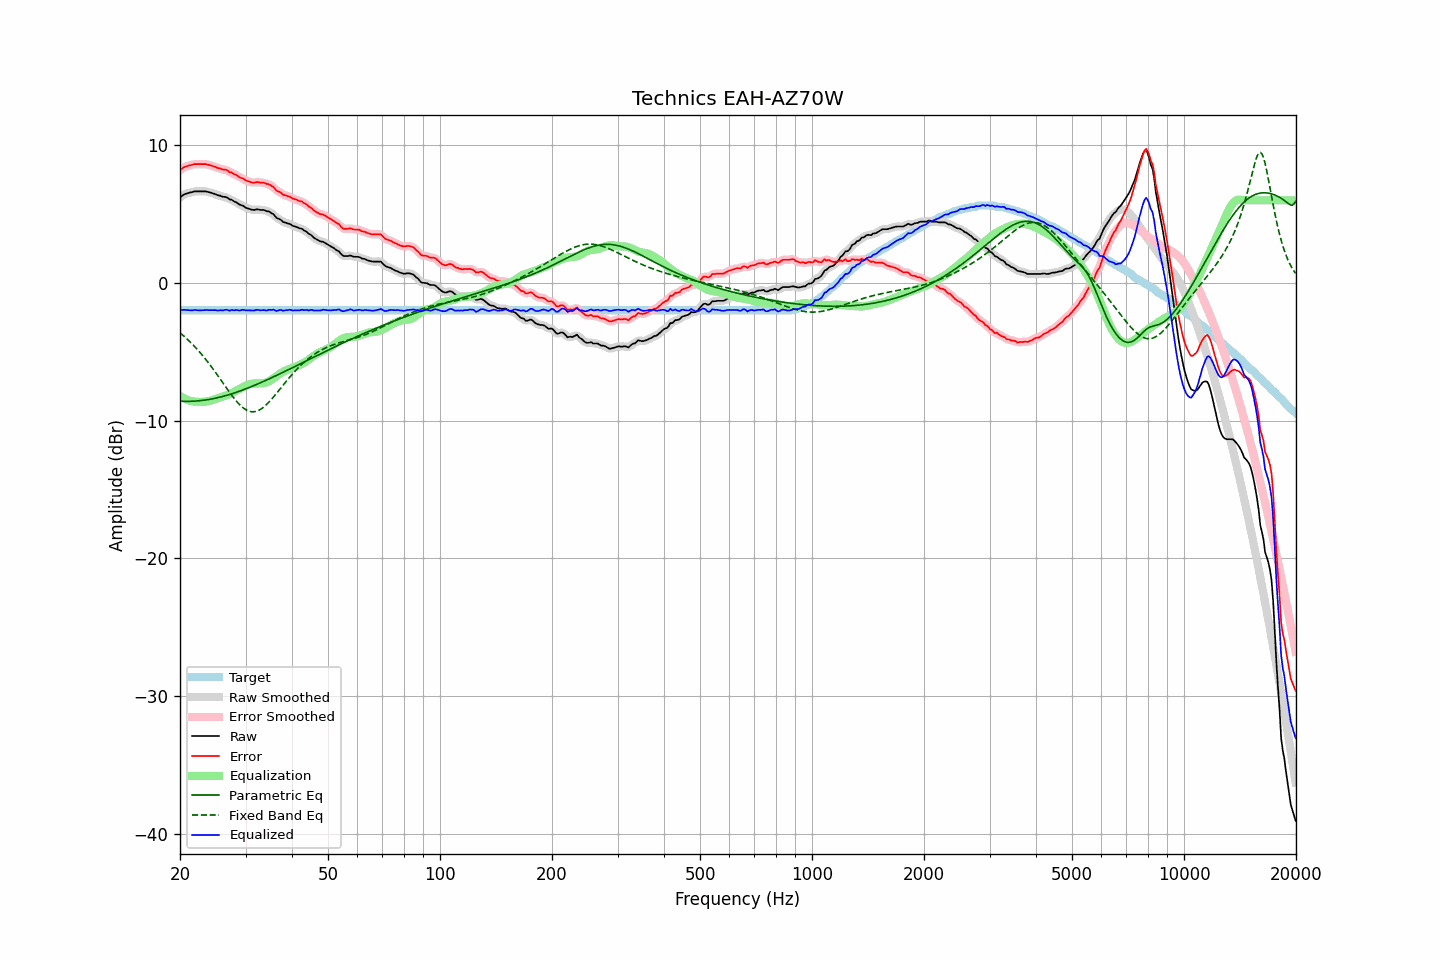 Technics EAH-AZ70W
Amplitude (dBr)
10
0
−10
−20
−30
−40
Target
Raw Smoothed
Error Smoothed
Raw
Error
Equalization
Parametric Eq
Fixed Band Eq
Equalized
20 50 100 200 500 1000 2000 5000 10000 20000
Frequency (Hz)